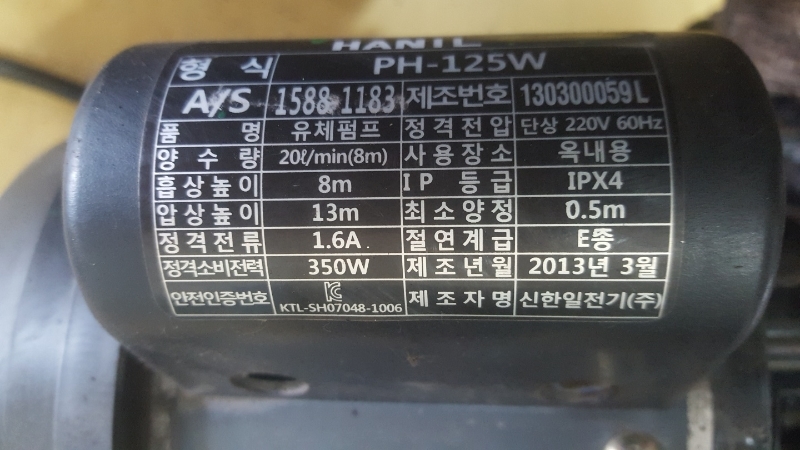 HANIL
형 식 PH-125W
A/S 1588 1183 제조번호 130300059L
품 명 유체펌프 정격전압 단상 220V 60Hz
양 수 량 20ℓ/min(8m) 사용장소 옥내용
흡상높이 8m IP 등급 IPX4
압상높이 13m 최소양정 0.5m
정격전류 1.6A 절연계급 E종
정격소비전력 350W 제조년월 2013년 3월
안전인증번호 KC KTL-SH07048-1006 제조자명 신한일전기(주)